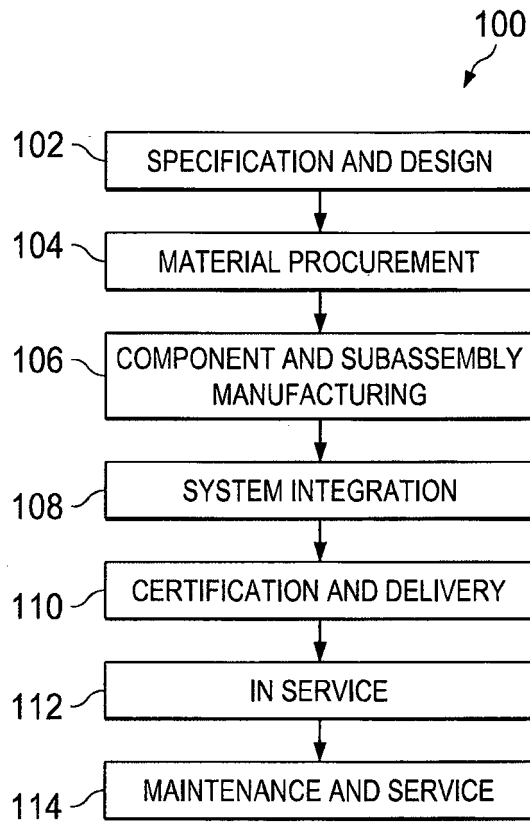 100
102 SPECIFICATION AND DESIGN
104 MATERIAL PROCUREMENT
106 COMPONENT AND SUBASSEMBLY
MANUFACTURING
108 SYSTEM INTEGRATION
110 CERTIFICATION AND DELIVERY
112 IN SERVICE
114 MAINTENANCE AND SERVICE